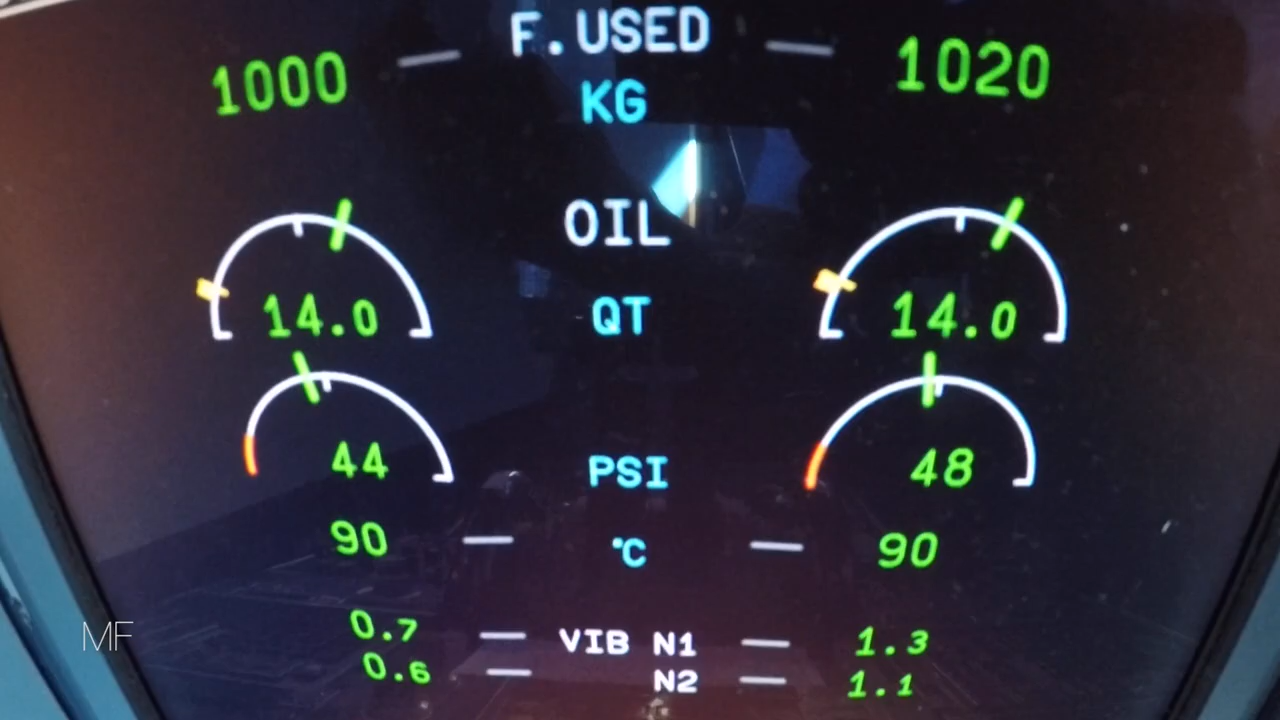 1000 F.USED 1020
KG
OIL
14.0 QT 14.0
44 PSI 48
90 °C 90
0.7 VIB N1 1.3
0.6 N2 1.1
MF